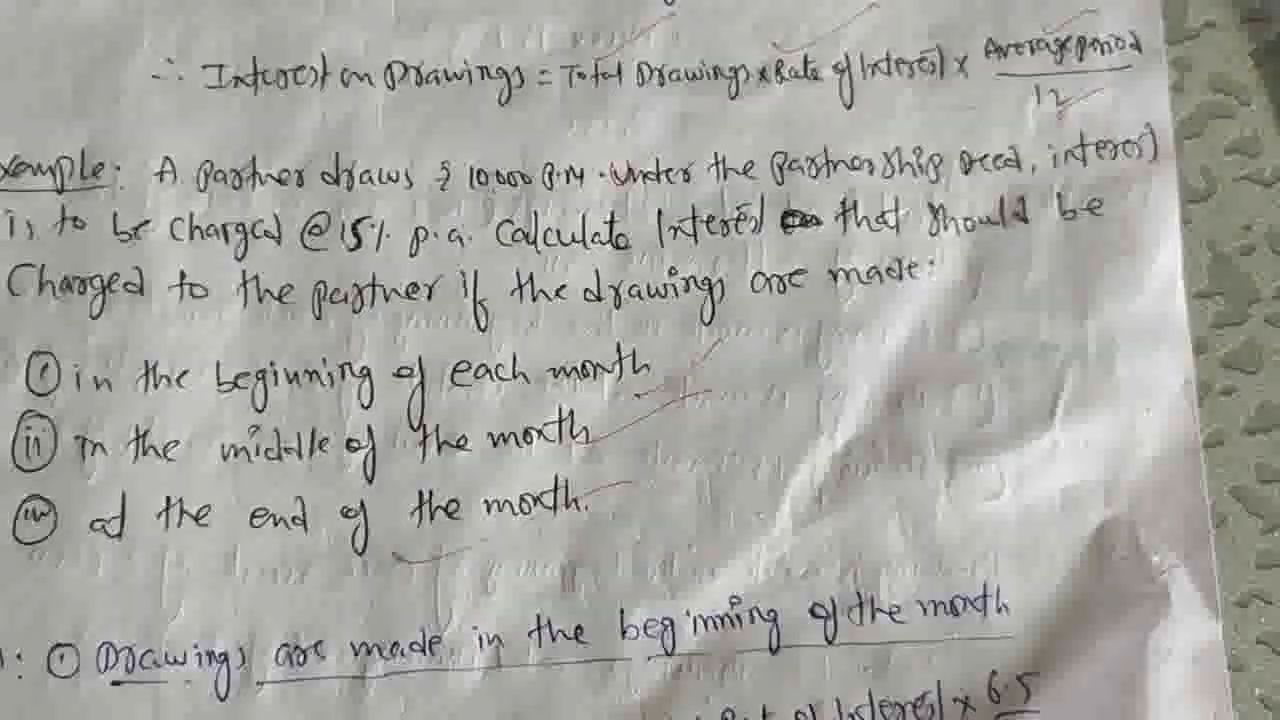 ∴ Interest on Drawings = Total Drawings x Rate of Interest x Average period
12
xample: A Partner draws ₹ 10000 P.M. Under the partnership Deed, interest
is to be charged @ 15% p.a. Calculate Interest that should be
Charged to the partner if the drawings are made:
(i) in the beginning of each month
(ii) in the middle of the month
(iii) at the end of the month.
: (i) Drawings are made in the beginning of the month
of Interest x 6.5